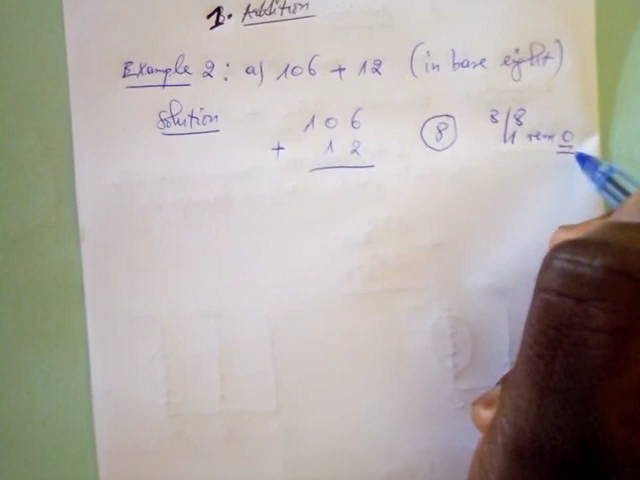 1. Addition
Example 2: a) 106 + 12 (in base eight)
Solution
106
+ 12
8
8/8
1 rem 0